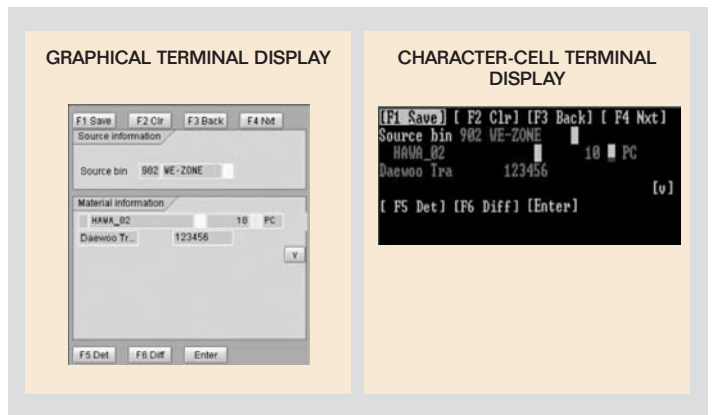 GRAPHICAL TERMINAL DISPLAY
F1 Save F2 Clr F3 Back F4 Nxt
Source information
Source bin 902 WE-ZONE
Material information
HAWA_02 10 PC
Daewoo Tr... 123456
v
F5 Det F6 Diff Enter
CHARACTER-CELL TERMINAL
DISPLAY
[F1 Save] [ F2 Clr] [F3 Back] [ F4 Nxt]
Source bin 902 WE-ZONE
HAWA_02 10 PC
Daewoo Tra 123456
[v]
[ F5 Det] [F6 Diff] [Enter]